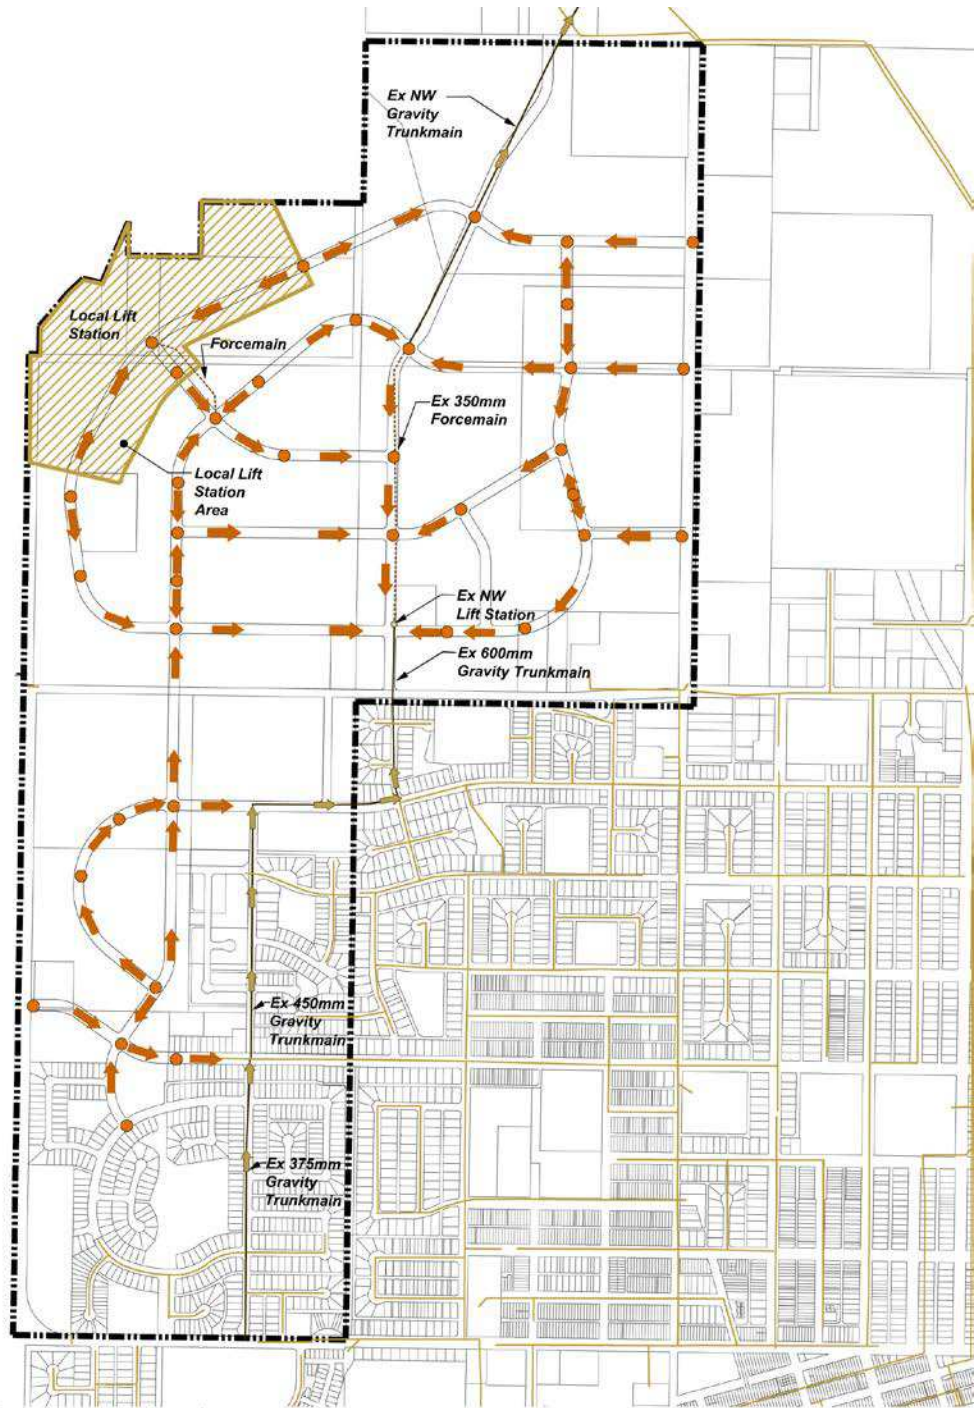 Ex NW
Gravity
Trunkmain
Local Lift
Station
Forcemain
Ex 350mm
Forcemain
Local Lift
Station
Area
Ex NW
Lift Station
Ex 600mm
Gravity Trunkmain
Ex 450mm
Gravity
Trunkmain
Ex 375mm
Gravity
Trunkmain